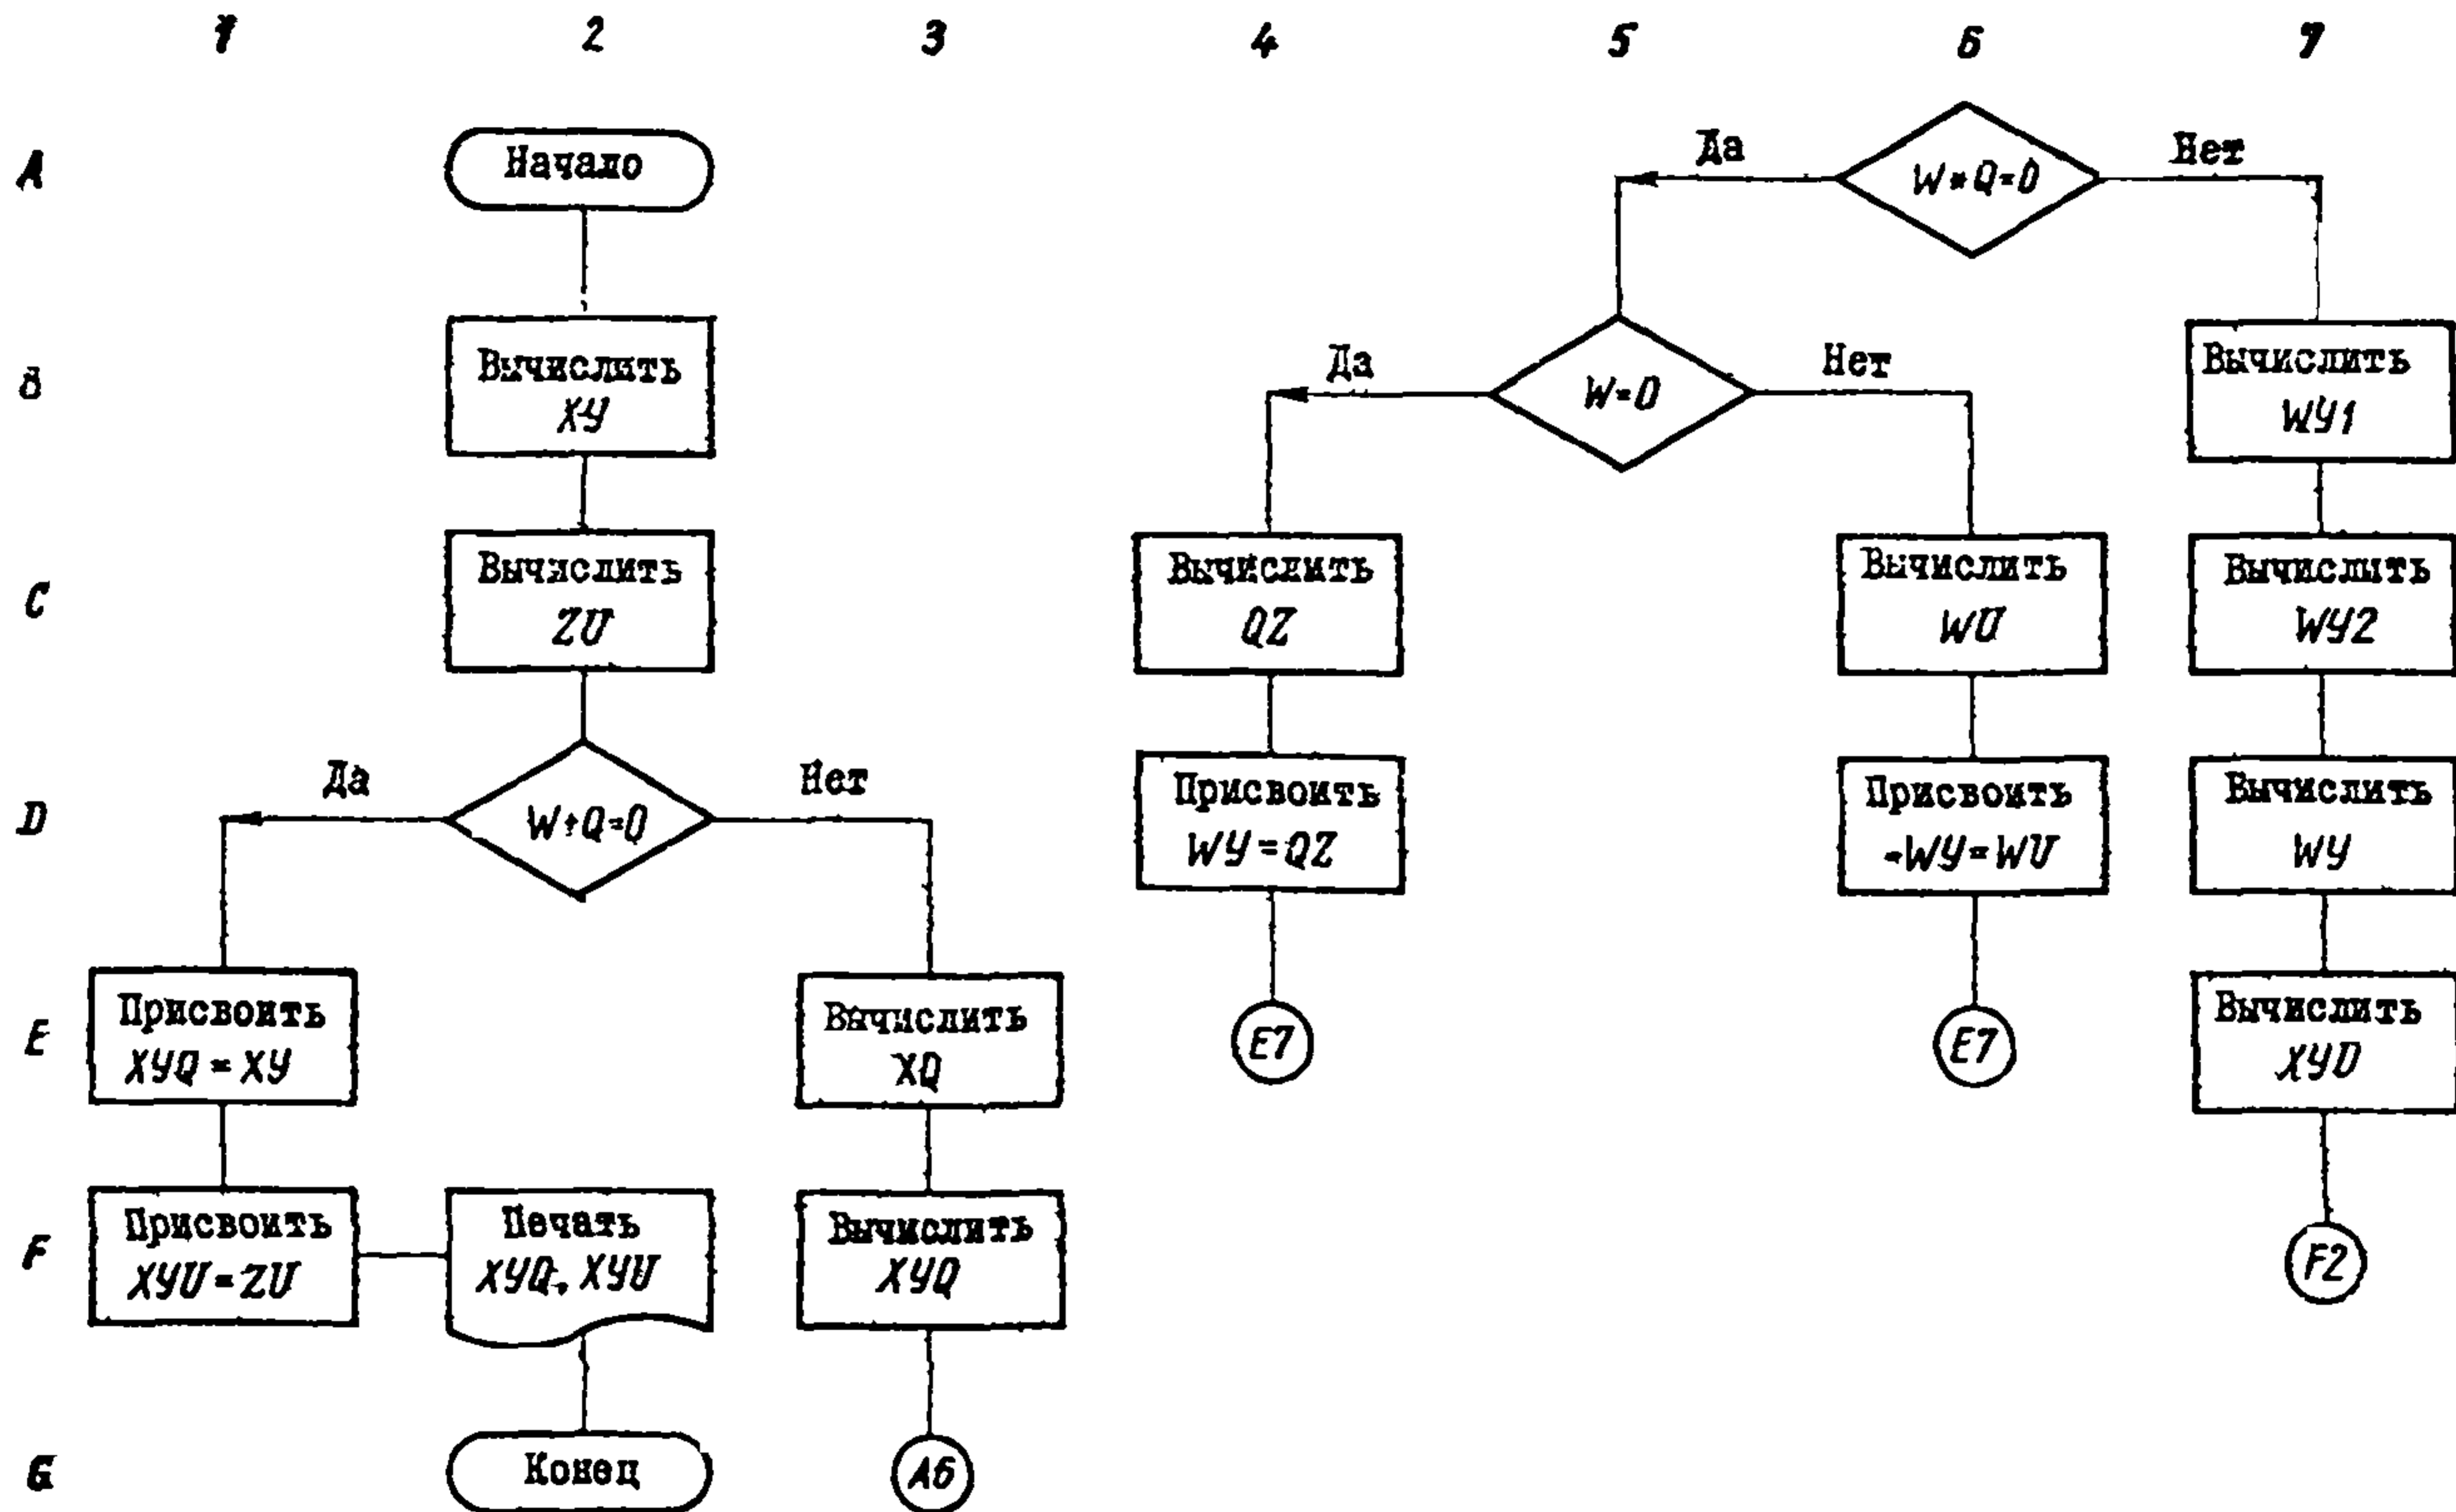 1 2 3 4 5 6 7
A
Начало
Да
W*Q=0
Нет
B
Вычислить
XY
Да
W=0
Нет
Вычислить
WY1
C
Вычислить
ZU
Вычислить
QZ
Вычислить
WU
Вычислить
WY2
D
Да
W+Q=0
Нет
Присвоить
WY=QZ
Присвоить
-WY=WU
Вычислить
WY
E
Присвоить
XYQ=XY
Вычислить
XQ
E7
E7
Вычислить
XYU
F
Присвоить
XYU=ZU
Печать
XYQ, XYU
Вычислить
XYQ
F2
G
Конец
A6